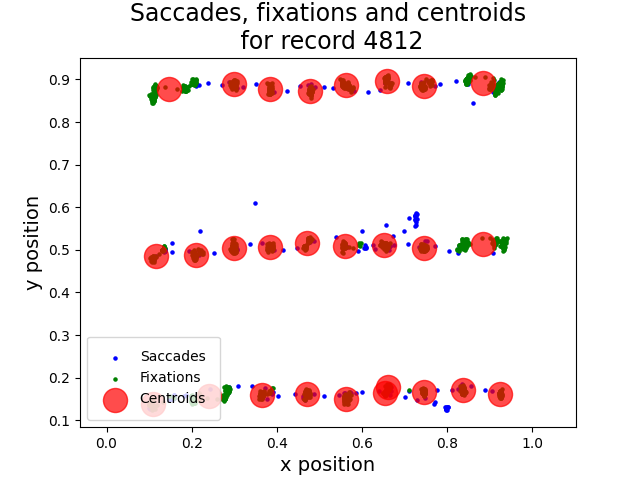 Saccades, fixations and centroids
for record 4812
y position
0.9
0.8
0.7
0.6
0.5
0.4
0.3
0.2
0.1
Saccades
Fixations
Centroids
0.0 0.2 0.4 0.6 0.8 1.0
x position